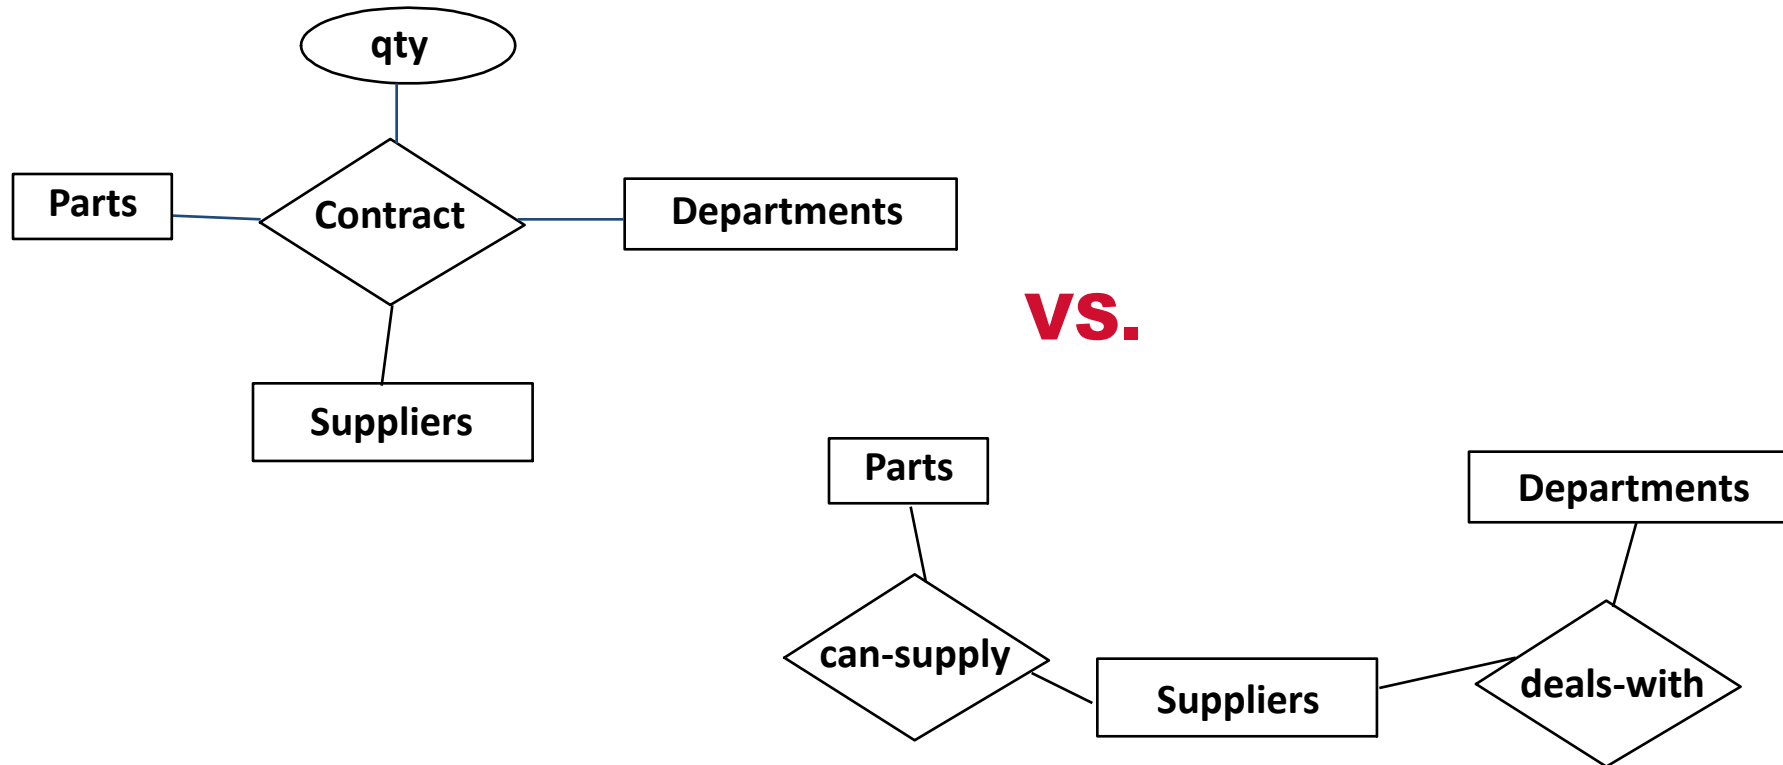 qty
Parts
Contract
Departments
Suppliers
vs.
Parts
Departments
can-supply
Suppliers
deals-with